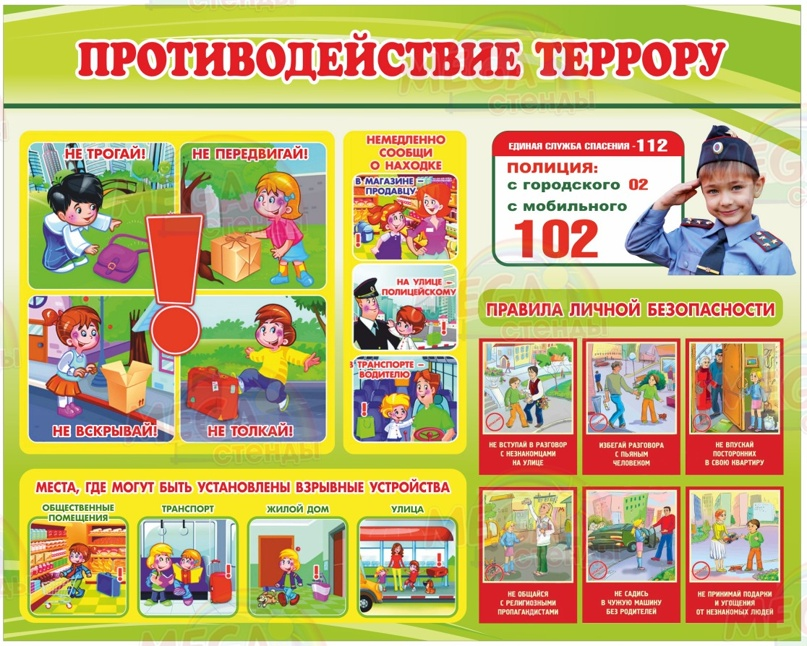 ПРОТИВОДЕЙСТВИЕ ТЕРРОРУ
НЕ ТРОГАЙ!
НЕ ПЕРЕДВИГАЙ!
НЕ ВСКРЫВАЙ!
НЕ ТОЛКАЙ!
НЕМЕДЛЕННО
СООБЩИ
О НАХОДКЕ
В МАГАЗИНЕ –
ПРОДАВЦУ
НА УЛИЦЕ –
ПОЛИЦЕЙСКОМУ
В ТРАНСПОРТЕ –
ВОДИТЕЛЮ
ЕДИНАЯ СЛУЖБА СПАСЕНИЯ -112
ПОЛИЦИЯ:
с городского 02
с мобильного
102
ПРАВИЛА ЛИЧНОЙ БЕЗОПАСНОСТИ
НЕ ВСТУПАЙ В РАЗГОВОР
С НЕЗНАКОМЦАМИ
НА УЛИЦЕ
ИЗБЕГАЙ РАЗГОВОРА
С ПЬЯНЫМ
ЧЕЛОВЕКОМ
НЕ ВПУСКАЙ
ПОСТОРОННИХ
В СВОЮ КВАРТИРУ
НЕ ОБЩАЙСЯ
С РЕЛИГИОЗНЫМИ
ПРОПАГАНДИСТАМИ
НЕ САДИСЬ
В ЧУЖУЮ МАШИНУ
БЕЗ РОДИТЕЛЕЙ
НЕ ПРИНИМАЙ ПОДАРКИ
И УГОЩЕНИЯ
ОТ НЕЗНАКОМЫХ ЛЮДЕЙ
МЕСТА, ГДЕ МОГУТ БЫТЬ УСТАНОВЛЕНЫ ВЗРЫВНЫЕ УСТРОЙСТВА
ОБЩЕСТВЕННЫЕ
ПОМЕЩЕНИЯ
ТРАНСПОРТ
ЖИЛОЙ ДОМ
УЛИЦА
MEGA
стенды